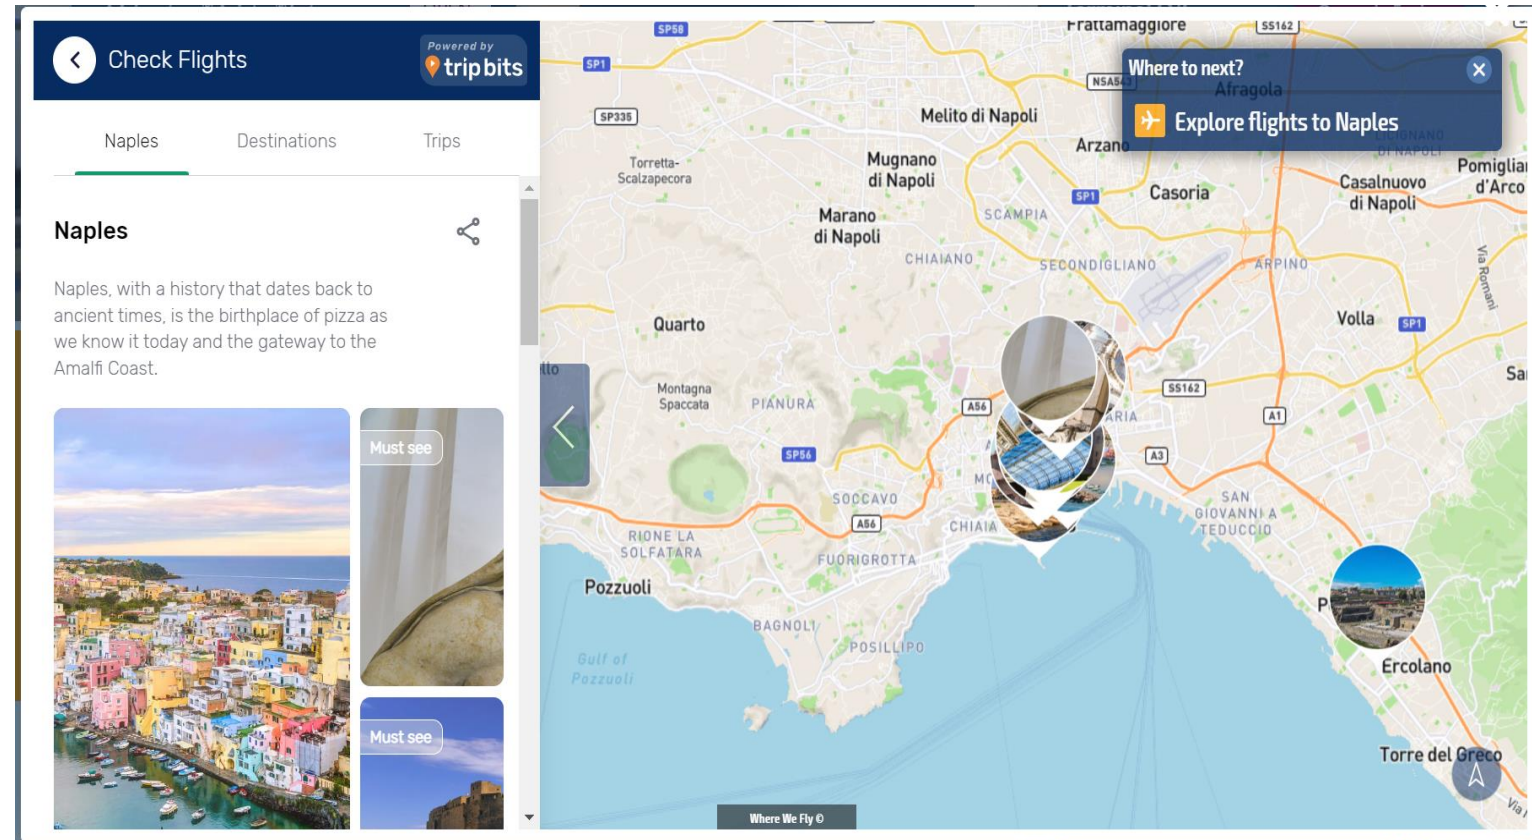 Check Flights
Powered by
tripbits
Naples
Destinations
Trips
Naples
Naples, with a history that dates back to
ancient times, is the birthplace of pizza as
we know it today and the gateway to the
Amalfi Coast.
Must see
Must see
Where to next?
Explore flights to Naples
Frattamaggiore
SS162
SP58
SP1
NSA543
Afragola
SP335
Melito di Napoli
Arzano
DI NAPOLI
Torretta-
Scalzapecora
Mugnano
di Napoli
SP1
Casoria
Casalnuovo
di Napoli
Pomiglia
d'Arco
Marano
di Napoli
SCAMPIA
CHIAIANO
SECONDIGLIANO
ARPINO
Via Romani
Quarto
Volla
SP1
Montagna
Spaccata
PIANURA
A56
SS162
A1
SP56
A3
SOCCAVO
A56
CHIAIA
SAN
GIOVANNI A
TEDUCCIO
RIONE LA
SOLFATARA
FUORIGROTTA
Pozzuoli
BAGNOLI
POSILLIPO
Gulf of
Pozzuoli
Ercolano
Torre del Greco
Where We Fly ©